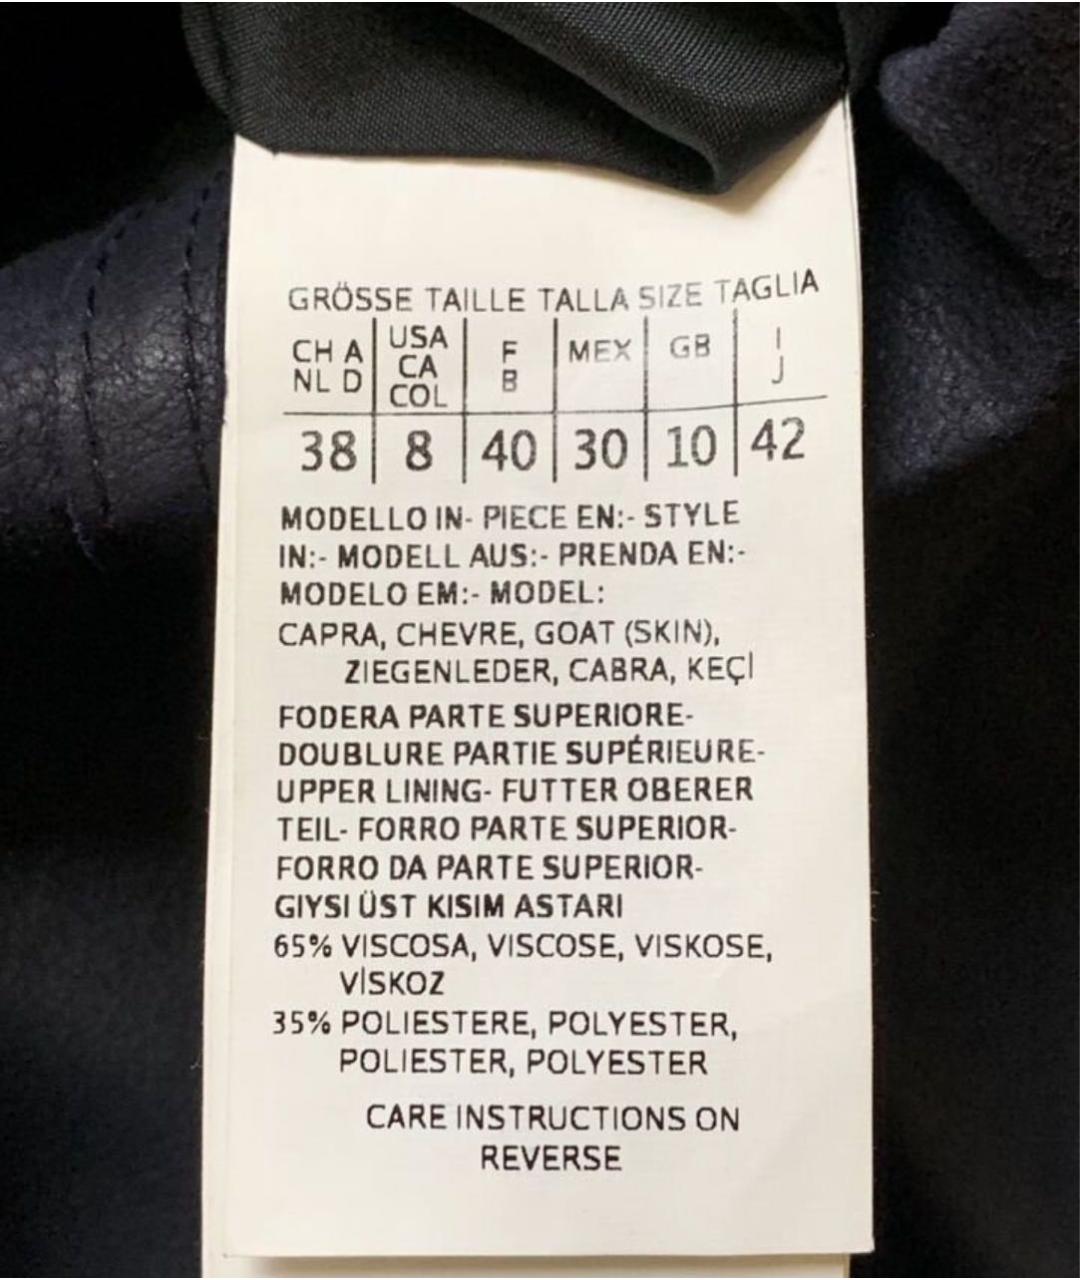 GRÖSSE TAILLE TALLA SIZE TAGLIA
CH A USA F MEX GB I
NL D CA B J
COL
38 8 40 30 10 42
MODELLO IN- PIECE EN:- STYLE
IN:- MODELL AUS:- PRENDA EN:-
MODELO EM:- MODEL:
CAPRA, CHEVRE, GOAT (SKIN),
ZIEGENLEDER, CABRA, KEÇİ
FODERA PARTE SUPERIORE-
DOUBLURE PARTIE SUPÉRIEURE-
UPPER LINING- FUTTER OBERER
TEIL- FORRO PARTE SUPERIOR-
FORRO DA PARTE SUPERIOR-
GIYSI ÜST KISIM ASTARI
65% VISCOSA, VISCOSE, VISKOSE,
VİSKOZ
35% POLIESTERE, POLYESTER,
POLIESTER, POLYESTER
CARE INSTRUCTIONS ON
REVERSE